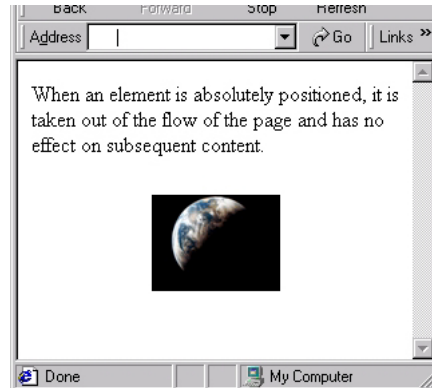 Back Forward Stop Refresh
Address Go Links »
When an element is absolutely positioned, it is
taken out of the flow of the page and has no
effect on subsequent content.
Done My Computer